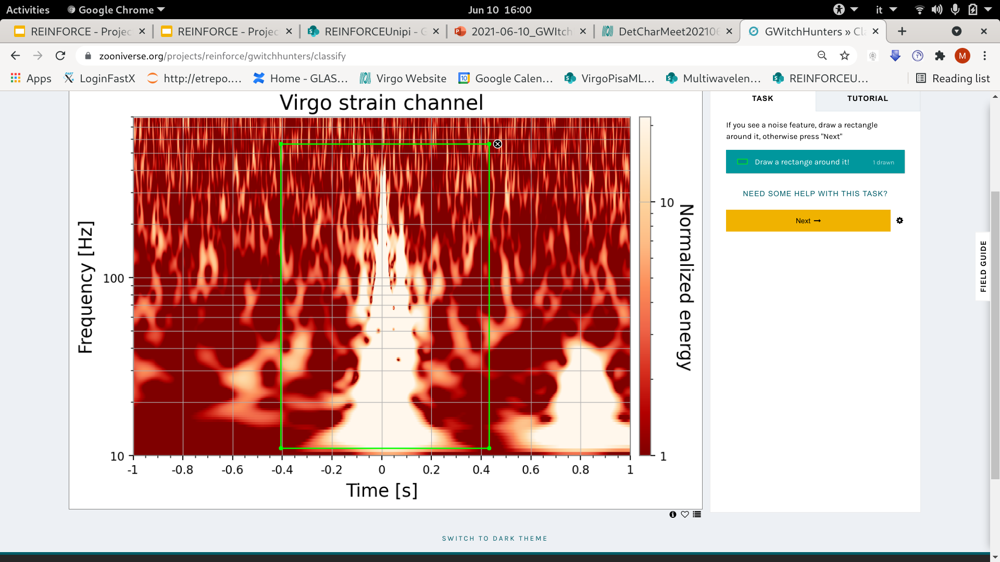 Activities
Google Chrome
Jun 10 16:00
it
REINFORCE - Projec
REINFORCE - Projec
REINFORCEUnipi - G
2021-06-10_GWItch
DetCharMeet202106
GWitchHunters » Cla
zooniverse.org/projects/reinforce/gwitchhunters/classify
M
Apps
LoginFastX
http://etrepo....
Home - GLAS...
Virgo Website
10
Google Calen...
VirgoPisaML...
Multiwavelen...
REINFORCEU...
Reading list
Virgo strain channel
Frequency [Hz]
100
10
-1 -0.8 -0.6 -0.4 -0.2 0 0.2 0.4 0.6 0.8 1
Time [s]
10
1
Normalized energy
TASK
TUTORIAL
If you see a noise feature, draw a rectangle
around it, otherwise press "Next"
Draw a rectange around it!
1 drawn
NEED SOME HELP WITH THIS TASK?
Next
FIELD GUIDE
SWITCH TO DARK THEME